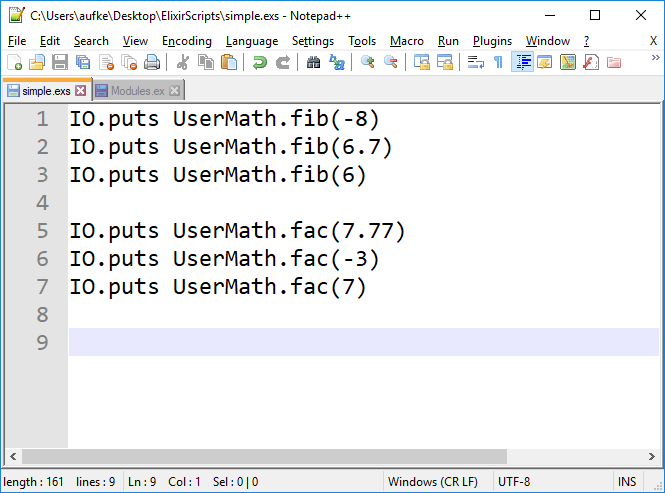 C:\Users\aufke\Desktop\ElixirScripts\simple.exs - Notepad++
File Edit Search View Encoding Language Settings Tools Macro Run Plugins Window ? X
simple.exs Modules.ex
1 IO.puts UserMath.fib(-8)
2 IO.puts UserMath.fib(6.7)
3 IO.puts UserMath.fib(6)
4
5 IO.puts UserMath.fac(7.77)
6 IO.puts UserMath.fac(-3)
7 IO.puts UserMath.fac(7)
8
9
length : 161 lines : 9 Ln : 9 Col : 1 Sel : 0 | 0 Windows (CR LF) UTF-8 INS